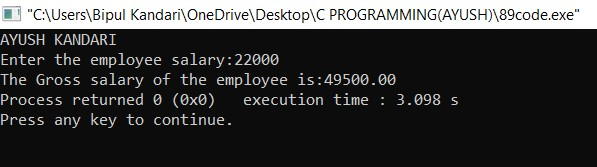 "C:\Users\Bipul Kandari\OneDrive\Desktop\C PROGRAMMING(AYUSH)\89code.exe"
AYUSH KANDARI
Enter the employee salary:22000
The Gross salary of the employee is:49500.00
Process returned 0 (0x0)   execution time : 3.098 s
Press any key to continue.